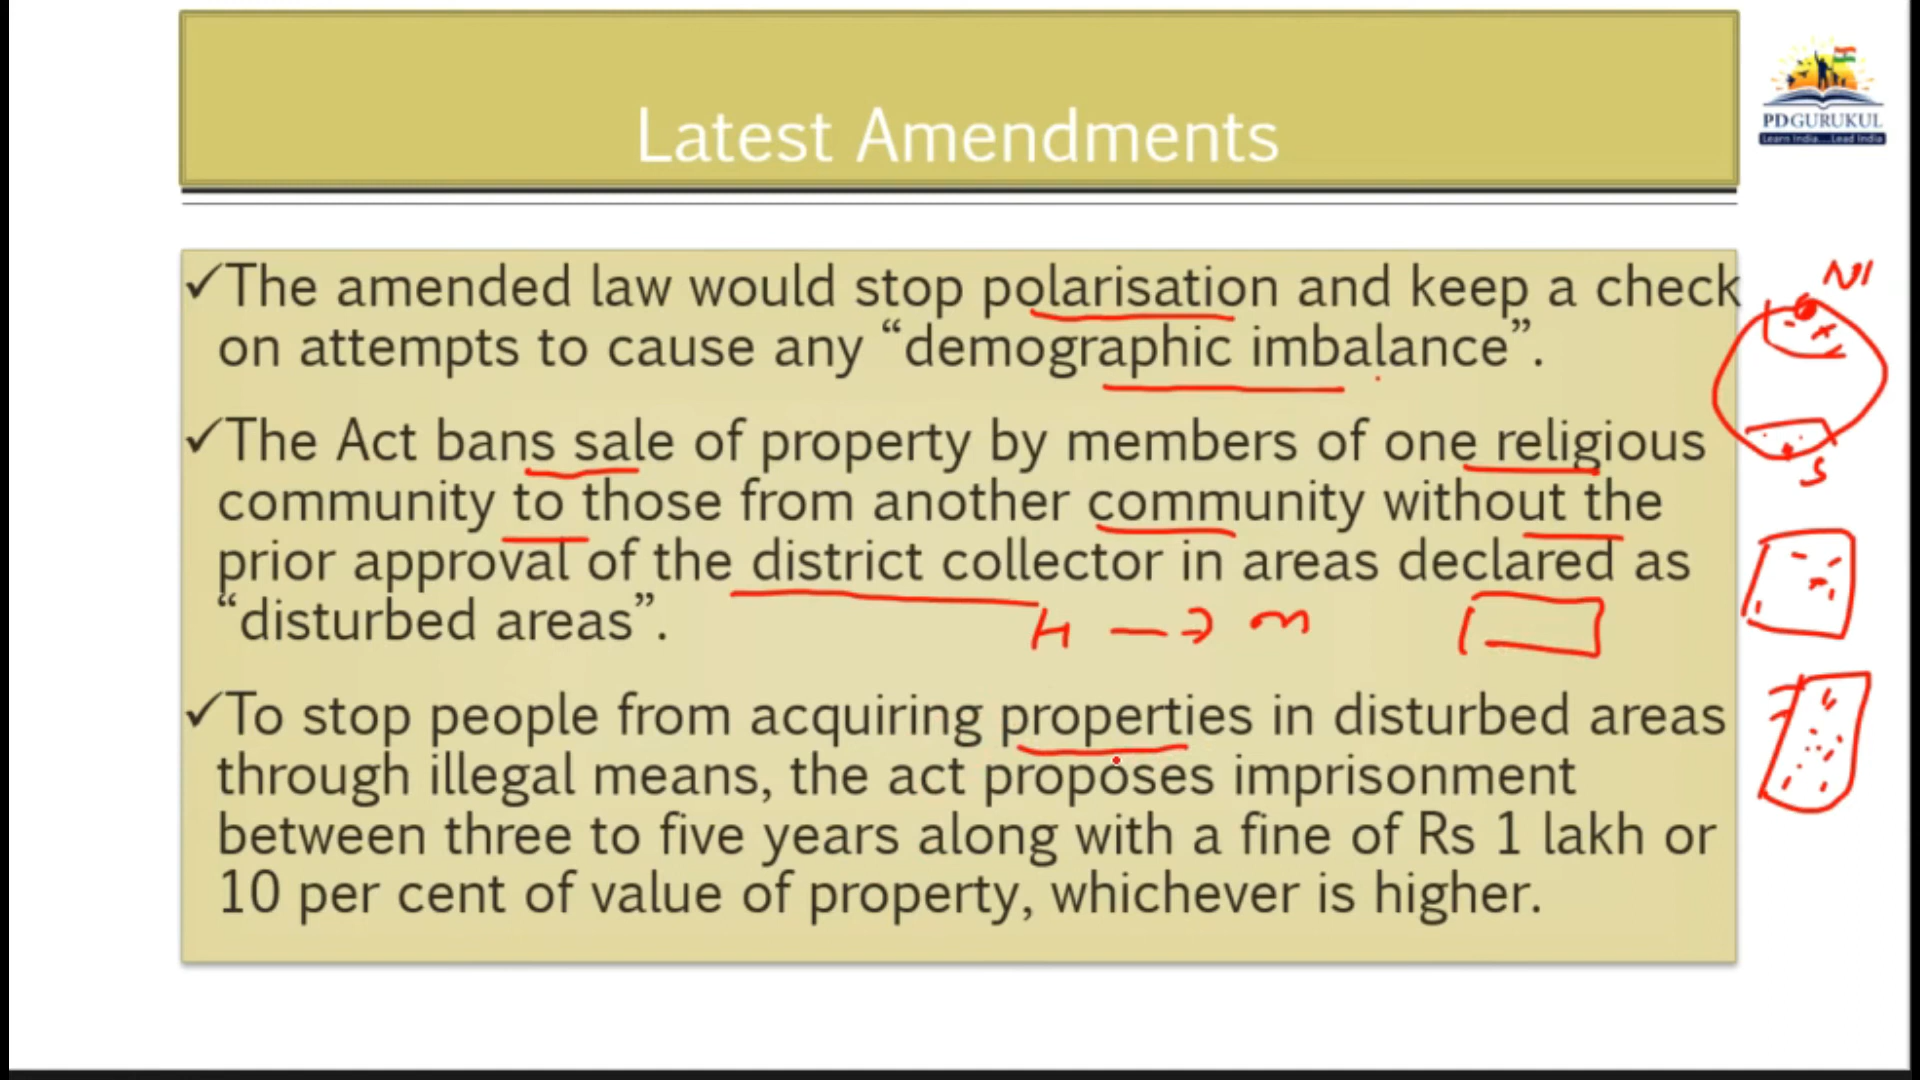 Latest Amendments
PDGURUKUL
Learn India....Lead India
✓The amended law would stop polarisation and keep a check
on attempts to cause any “demographic imbalance”.
✓The Act bans sale of property by members of one religious
community to those from another community without the
prior approval of the district collector in areas declared as
“disturbed areas”.
H → m
✓To stop people from acquiring properties in disturbed areas
through illegal means, the act proposes imprisonment
between three to five years along with a fine of Rs 1 lakh or
10 per cent of value of property, whichever is higher.
S